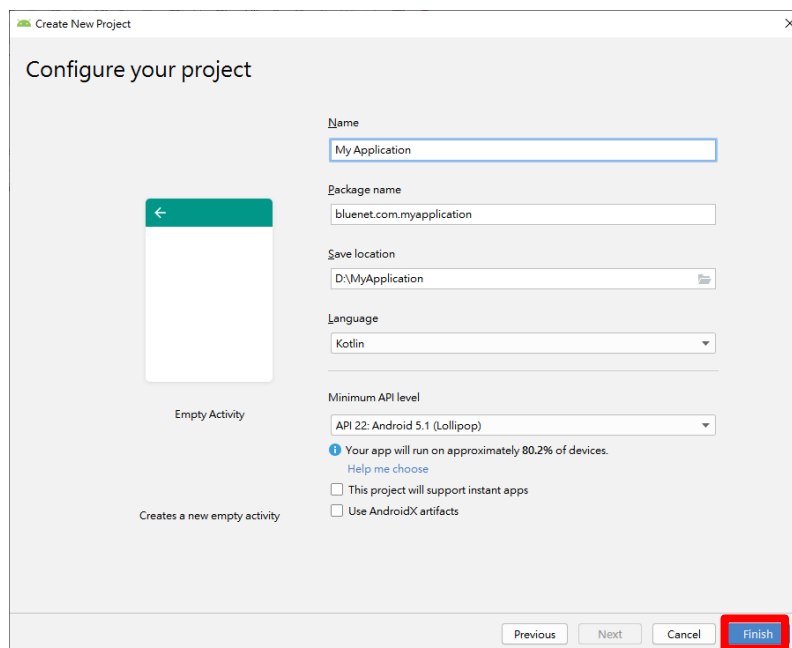 Create New Project
Configure your project
Name
My Application
Package name
bluenet.com.myapplication
Save location
D:\MyApplication
Language
Kotlin
Empty Activity
Minimum API level
API 22: Android 5.1 (Lollipop)
Your app will run on approximately 80.2% of devices.
Help me choose
This project will support instant apps
Use AndroidX artifacts
Creates a new empty activity
Previous
Next
Cancel
Finish